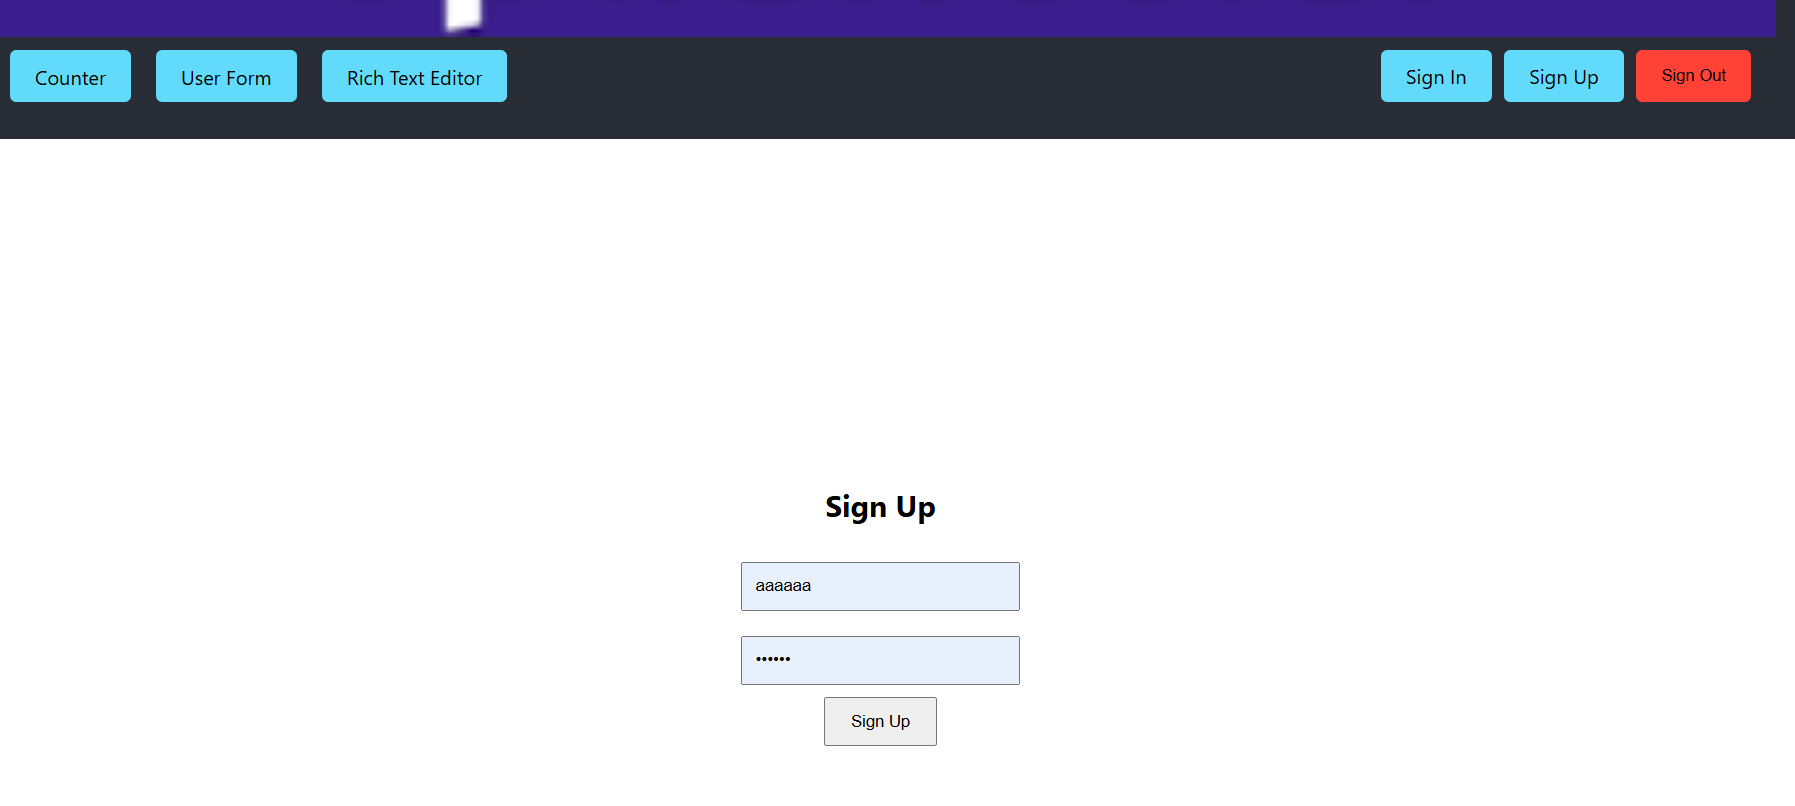 Counter User Form Rich Text Editor Sign In Sign Up Sign Out
Sign Up
aaaaaa
••••••
Sign Up